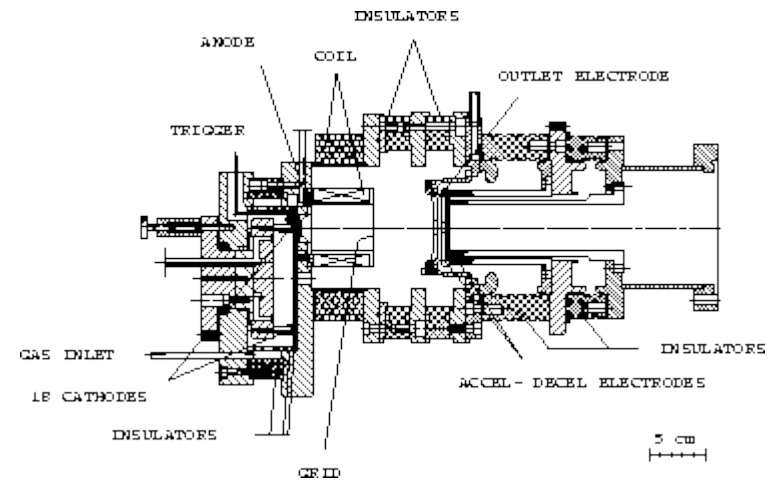 INSULATORS
ANODE
COIL
OUTLET ELECTRODE
TRIGGER
GAS INLET
INSULATORS
18 CATHODES
ACCEL- DECEL ELECTRODES
INSULATORS
5 cm
GRID